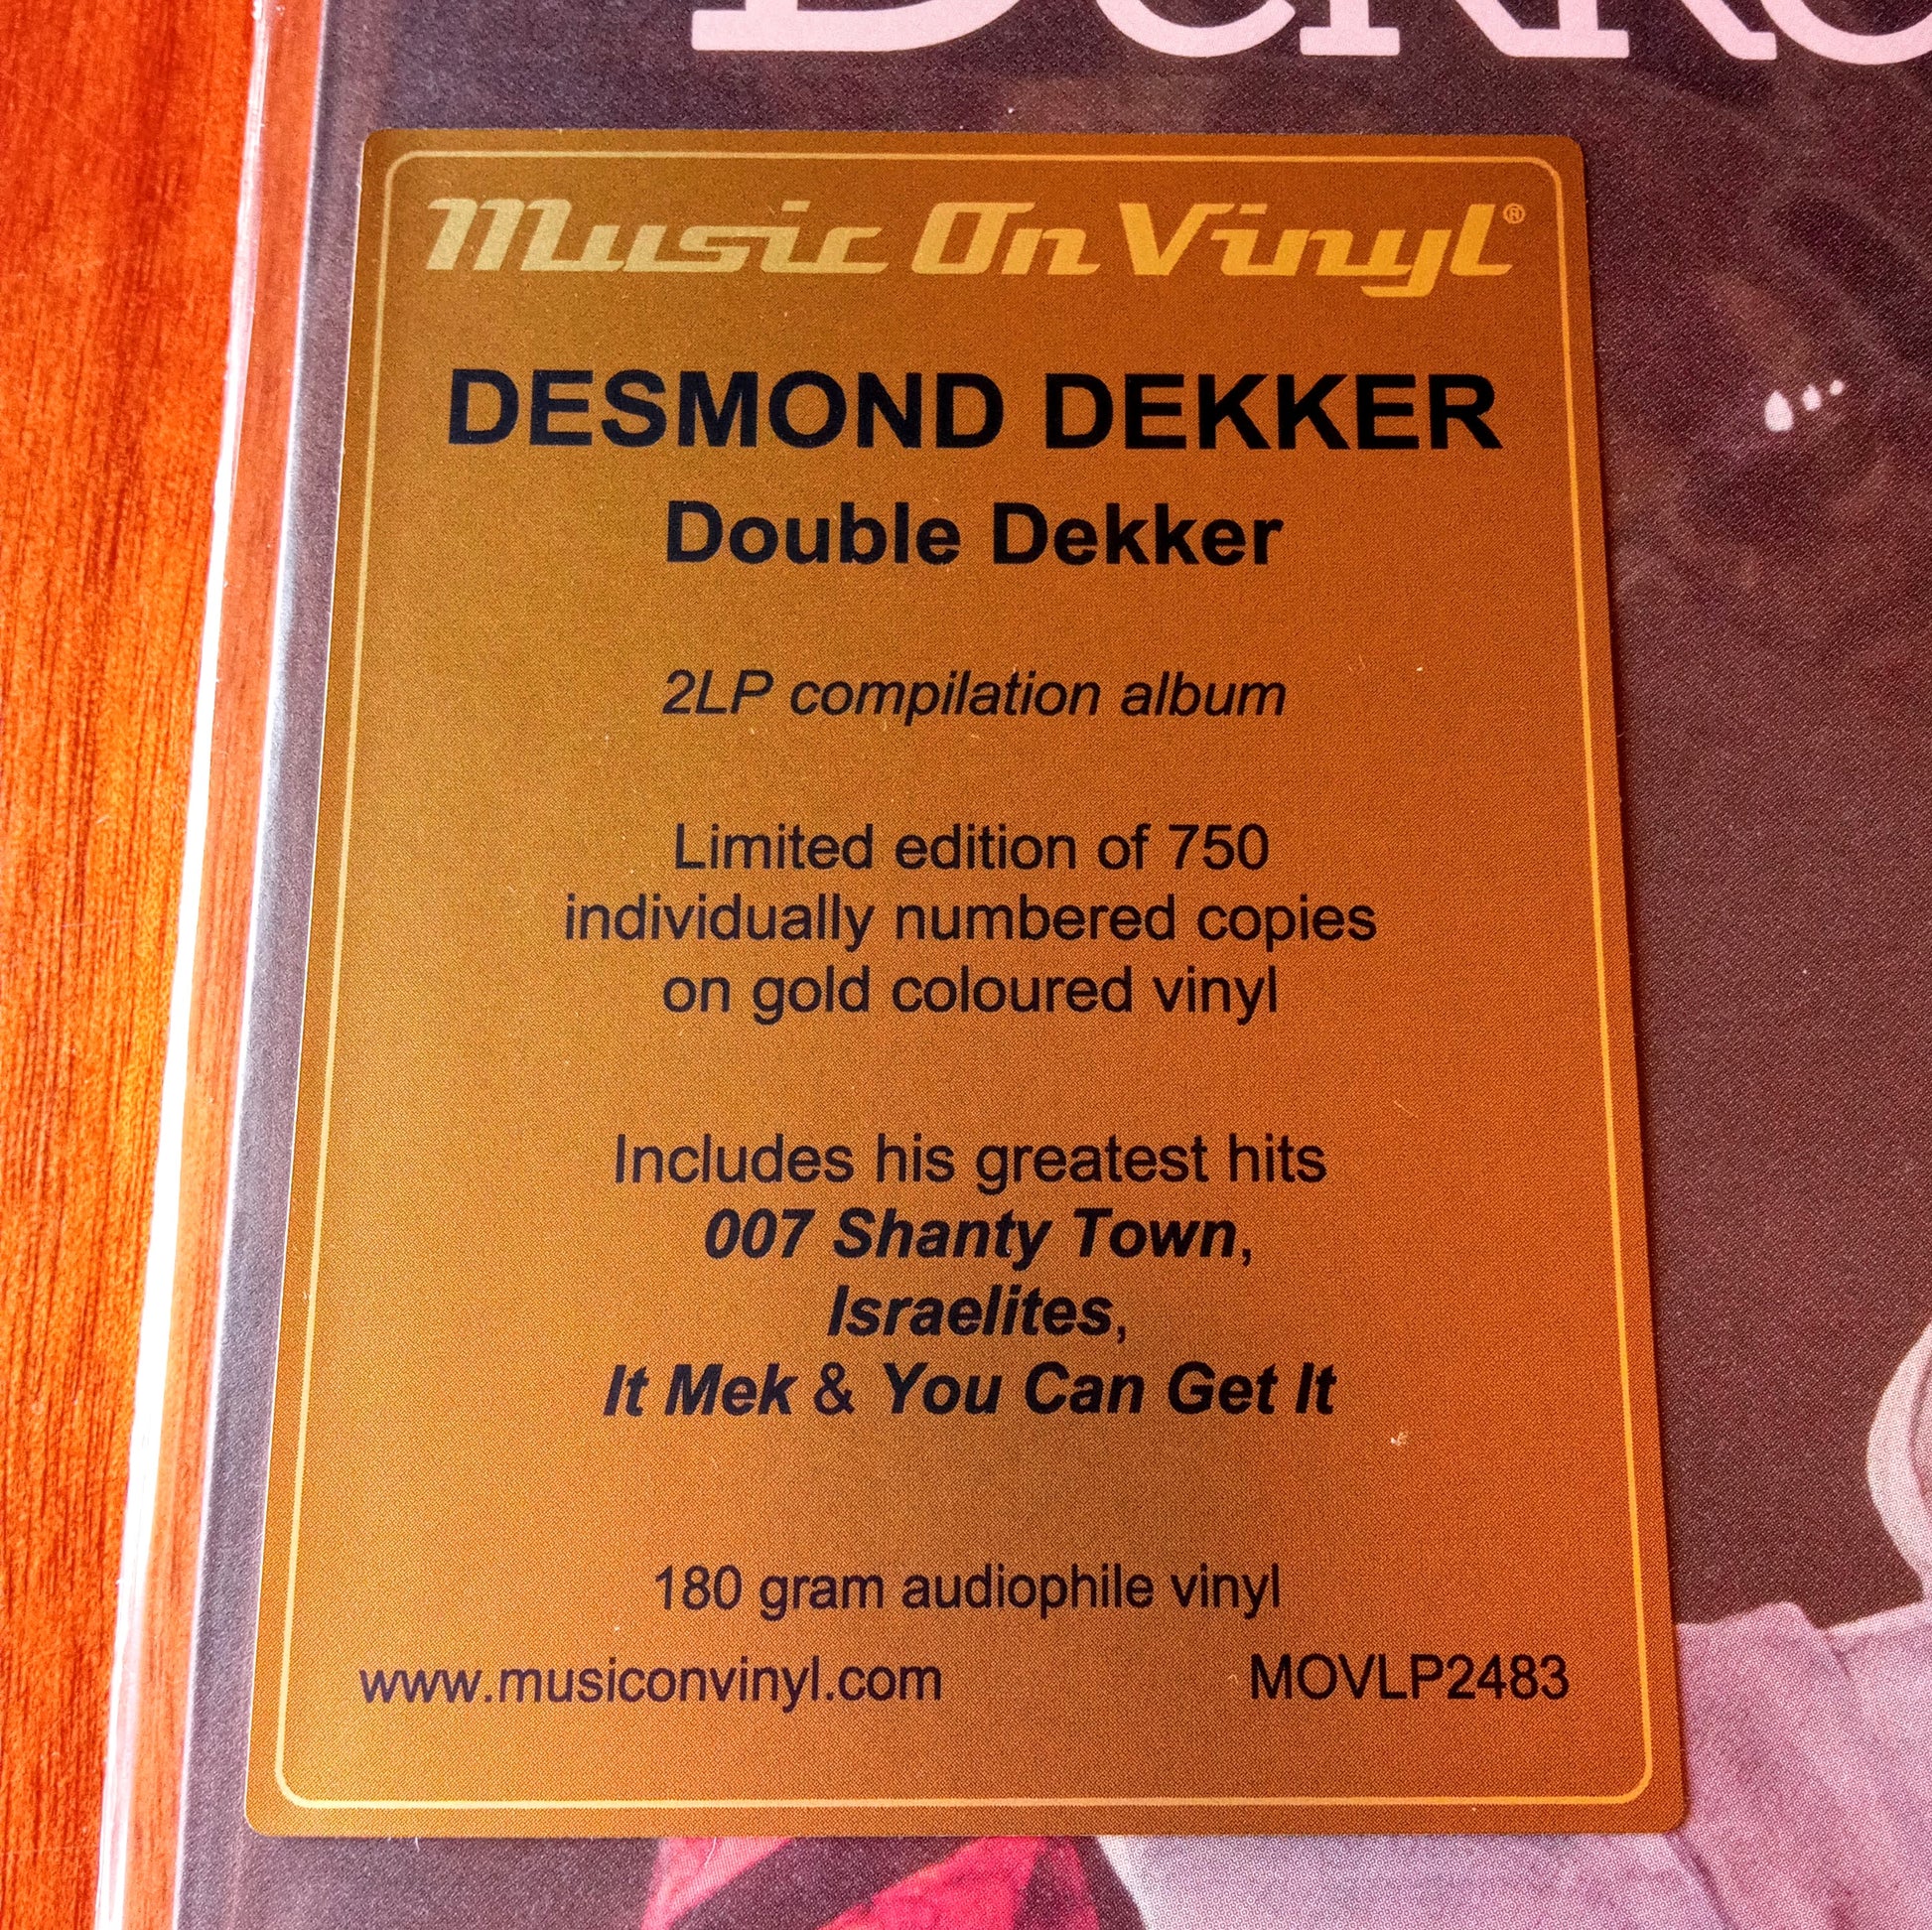 Dekke
Music On Vinyl®
DESMOND DEKKER
Double Dekker
2LP compilation album
Limited edition of 750
individually numbered copies
on gold coloured vinyl
Includes his greatest hits
007 Shanty Town,
Israelites,
It Mek & You Can Get It
180 gram audiophile vinyl
www.musiconvinyl.com MOVLP2483